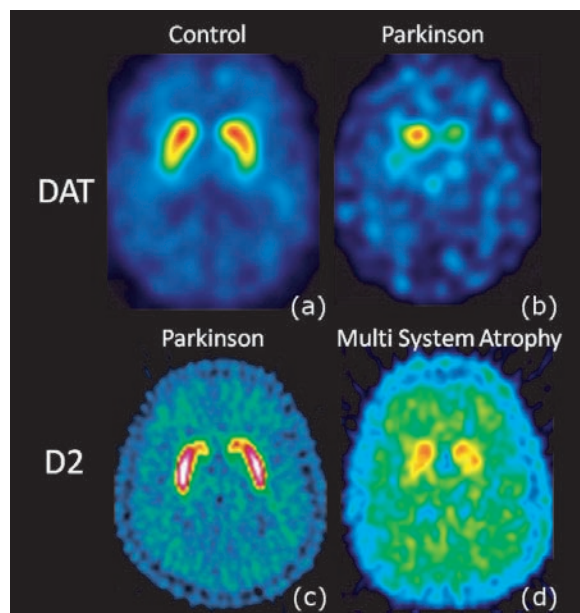 Control
Parkinson
DAT
(a)
(b)
Parkinson
Multi System Atrophy
D2
(c)
(d)